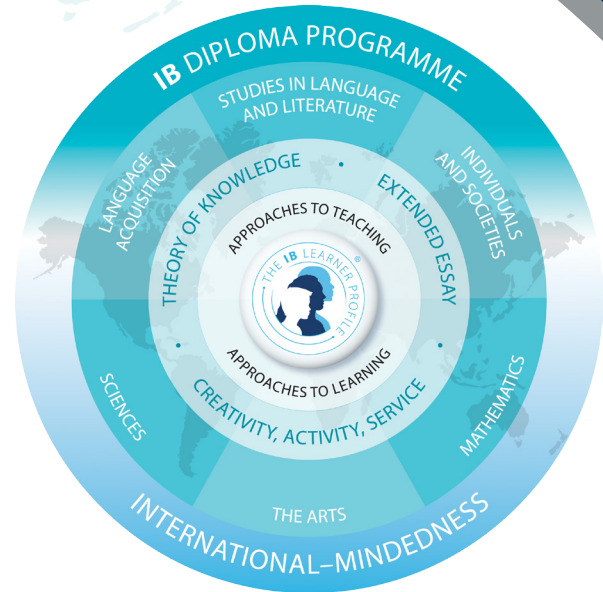 IB DIPLOMA PROGRAMME
STUDIES IN LANGUAGE
AND LITERATURE
LANGUAGE
ACQUISITION
INDIVIDUALS
AND SOCIETIES
THEORY OF KNOWLEDGE
•
EXTENDED ESSAY
•
APPROACHES TO TEACHING
THE IB LEARNER PROFILE
®
APPROACHES TO LEARNING
•
CREATIVITY, ACTIVITY, SERVICE
SCIENCES
MATHEMATICS
THE ARTS
INTERNATIONAL–MINDEDNESS